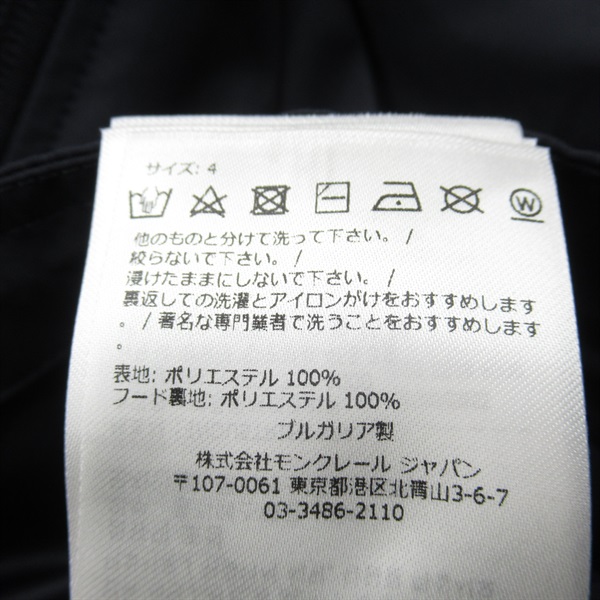 サイズ: 4
W
他のものと分けて洗って下さい。/
絞らないで下さい。/
浸けたままにしないで下さい。/
裏返しての洗濯とアイロンがけをおすすめします
。/ 著名な専門業者で洗うことをおすすめします
。
表地: ポリエステル 100%
フード裏地: ポリエステル 100%
ブルガリア製
株式会社モンクレール ジャパン
〒107-0061 東京都港区北青山3-6-7
03-3486-2110